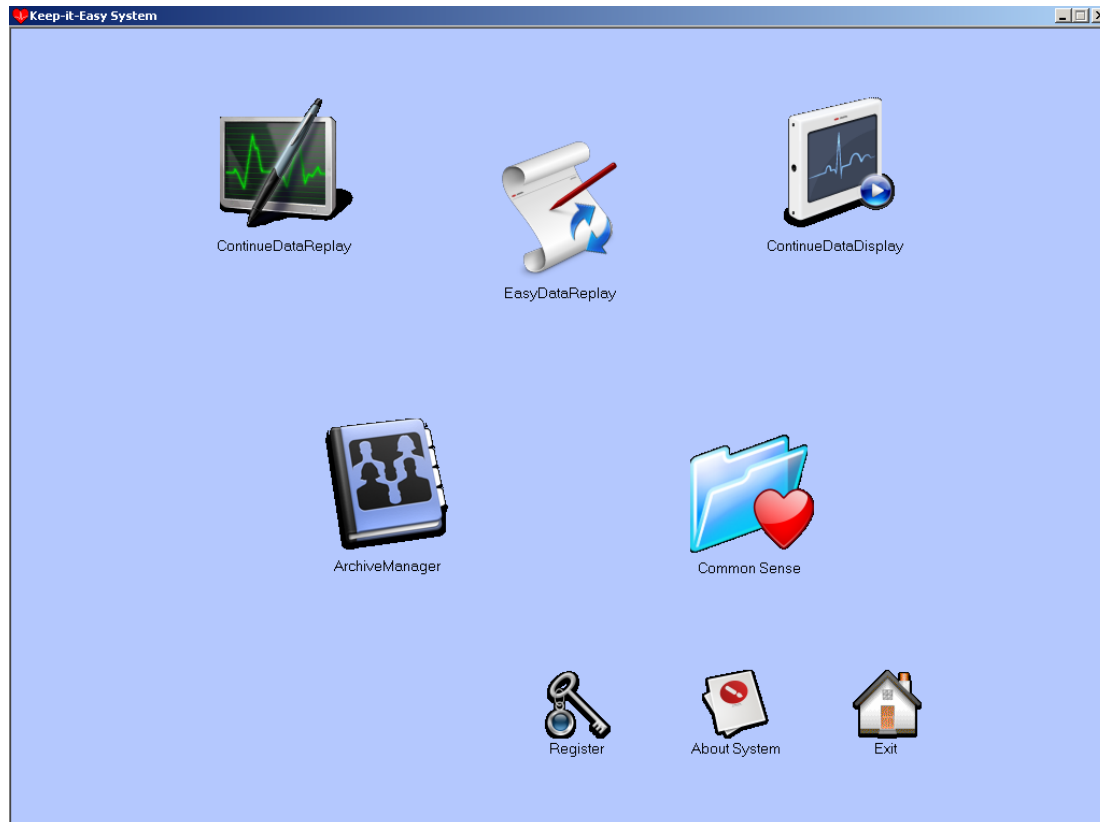 Keep-it-Easy System
ContinueDataReplay
EasyDataReplay
ContinueDataDisplay
ArchiveManager
Common Sense
Register
About System
Exit